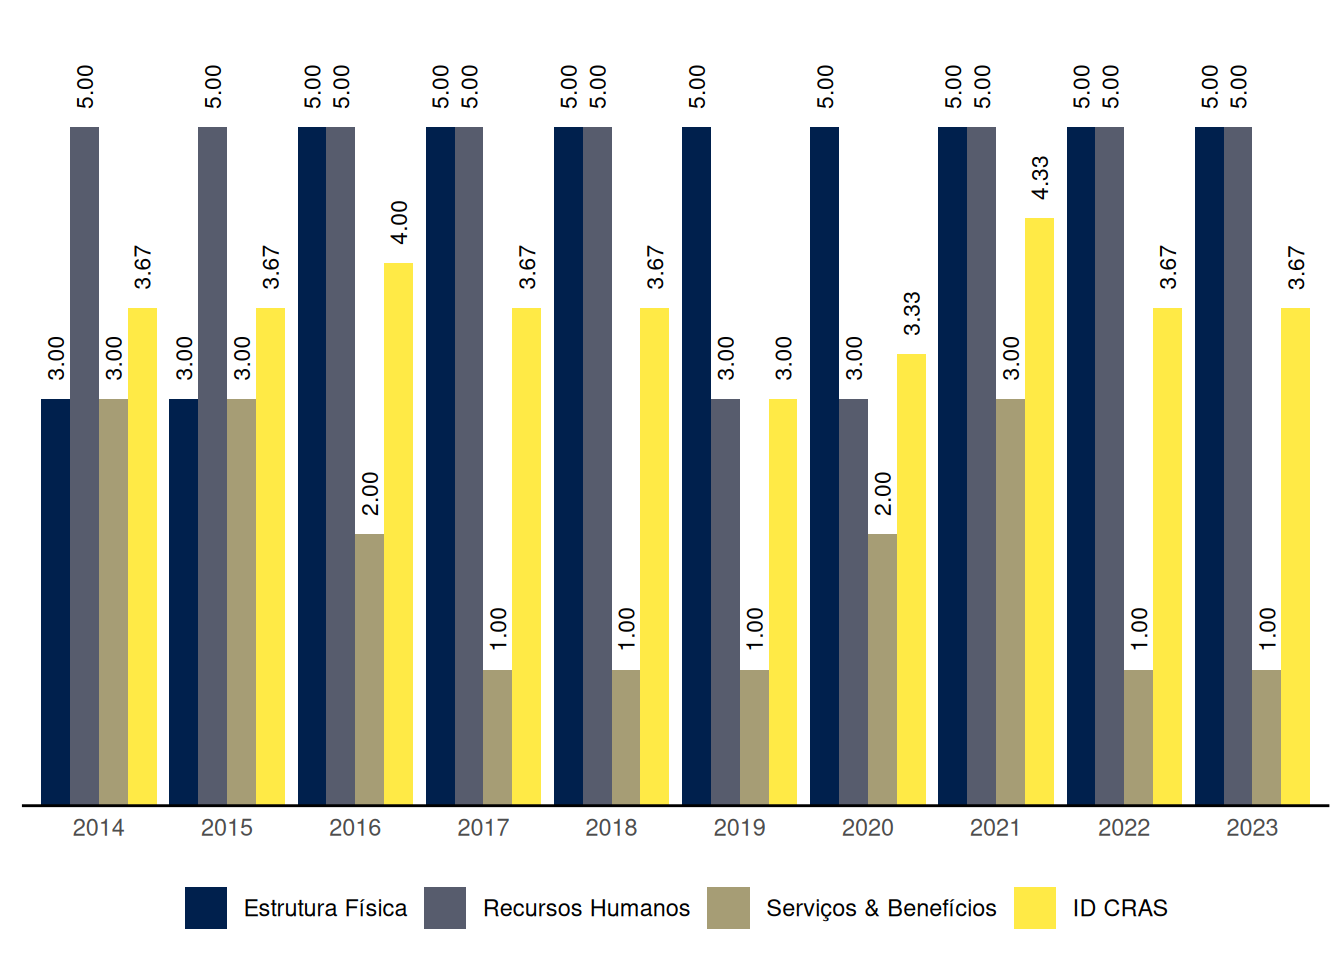 5.00 5.00 5.00 5.00 5.00 5.00 5.00 5.00 5.00 5.00 5.00 5.00 5.00 5.00 5.00 5.00
4.33
4.00
3.67 3.67 3.67 3.67 3.67 3.67
3.33
3.00 3.00 3.00 3.00 3.00 3.00 3.00 3.00
2.00 2.00
1.00 1.00 1.00 1.00 1.00
2014 2015 2016 2017 2018 2019 2020 2021 2022 2023
Estrutura Física Recursos Humanos Serviços & Benefícios ID CRAS